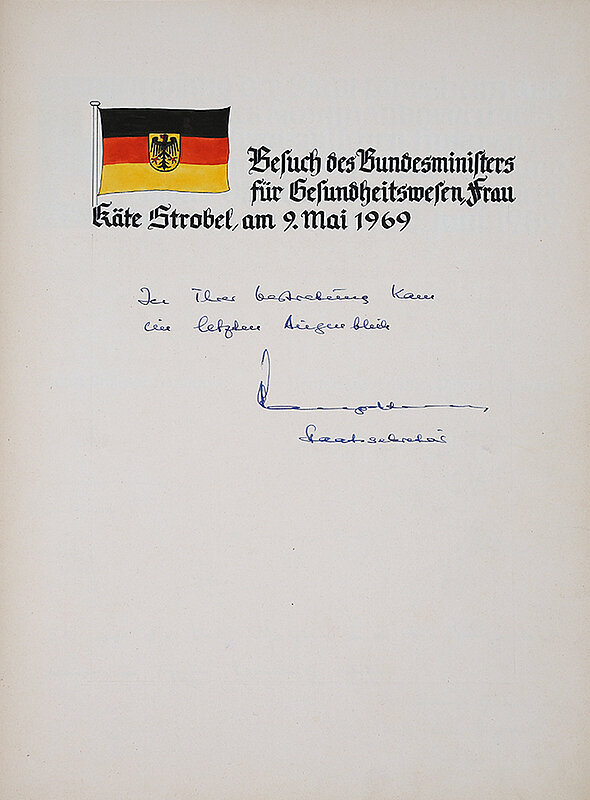 Besuch des Bundesministers
für Gesundheitswesen, Frau
Käte Strobel, am 9. Mai 1969
In Ihrer Vertretung kam
im letzten Augenblick
Staatssekretär